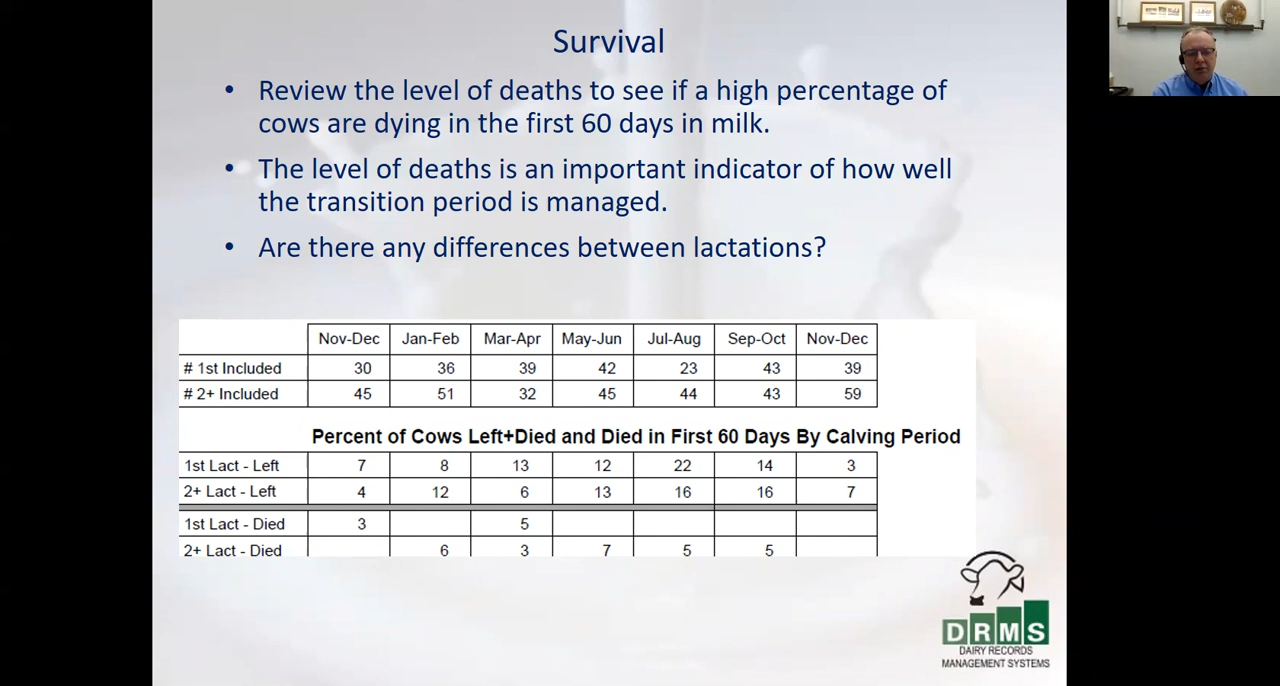 Survival
• Review the level of deaths to see if a high percentage of
cows are dying in the first 60 days in milk.
• The level of deaths is an important indicator of how well
the transition period is managed.
• Are there any differences between lactations?
Nov-Dec Jan-Feb Mar-Apr May-Jun Jul-Aug Sep-Oct Nov-Dec
# 1st Included 30 36 39 42 23 43 39
# 2+ Included 45 51 32 45 44 43 59
Percent of Cows Left+Died and Died in First 60 Days By Calving Period
1st Lact - Left 7 8 13 12 22 14 3
2+ Lact - Left 4 12 6 13 16 16 7
1st Lact - Died 3 5
2+ Lact - Died 6 3 7 5 5
DRMS
DAIRY RECORDS
MANAGEMENT SYSTEMS